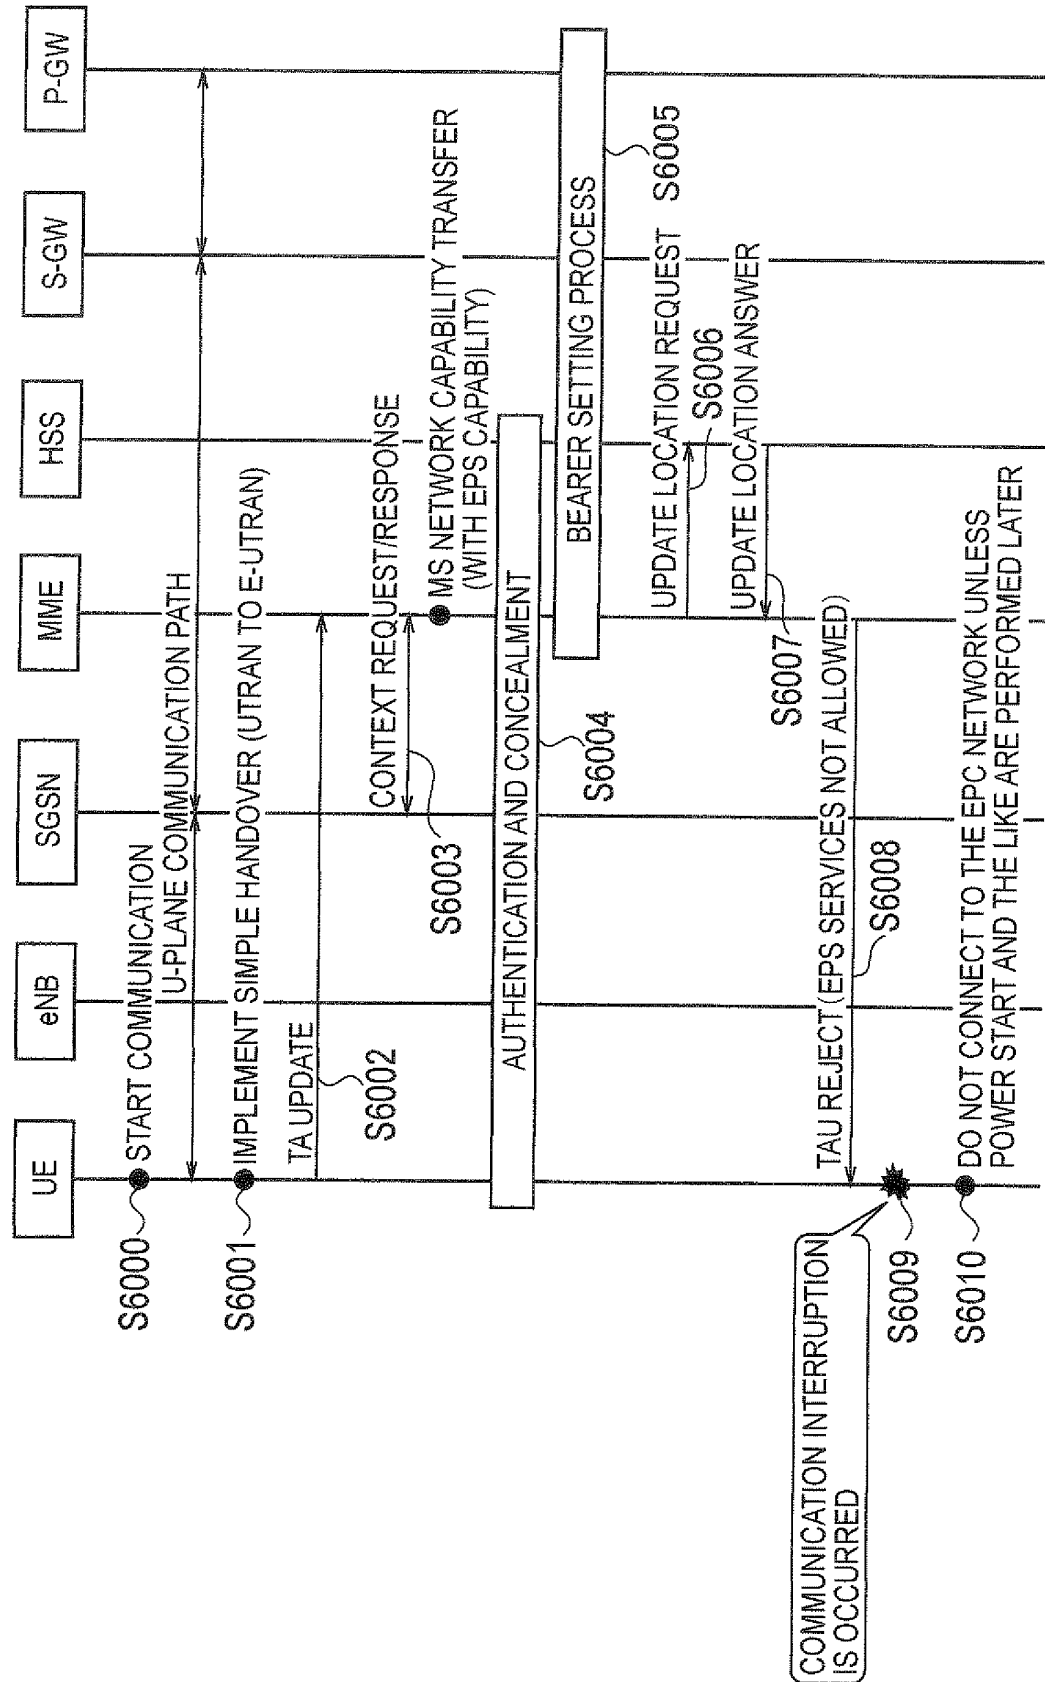 UE
eNB
SGSN
MME
HSS
S-GW
P-GW
S6000
START COMMUNICATION
U-PLANE COMMUNICATION PATH
S6001
IMPLEMENT SIMPLE HANDOVER (UTRAN TO E-UTRAN)
TA UPDATE
S6002
CONTEXT REQUEST/RESPONSE
S6003
MS NETWORK CAPABILITY TRANSFER
(WITH EPS CAPABILITY)
AUTHENTICATION AND CONCEALMENT
S6004
BEARER SETTING PROCESS
S6005
UPDATE LOCATION REQUEST
S6006
UPDATE LOCATION ANSWER
S6007
TAU REJECT (EPS SERVICES NOT ALLOWED)
S6008
COMMUNICATION INTERRUPTION
IS OCCURRED
S6009
S6010
DO NOT CONNECT TO THE EPC NETWORK UNLESS
POWER START AND THE LIKE ARE PERFORMED LATER